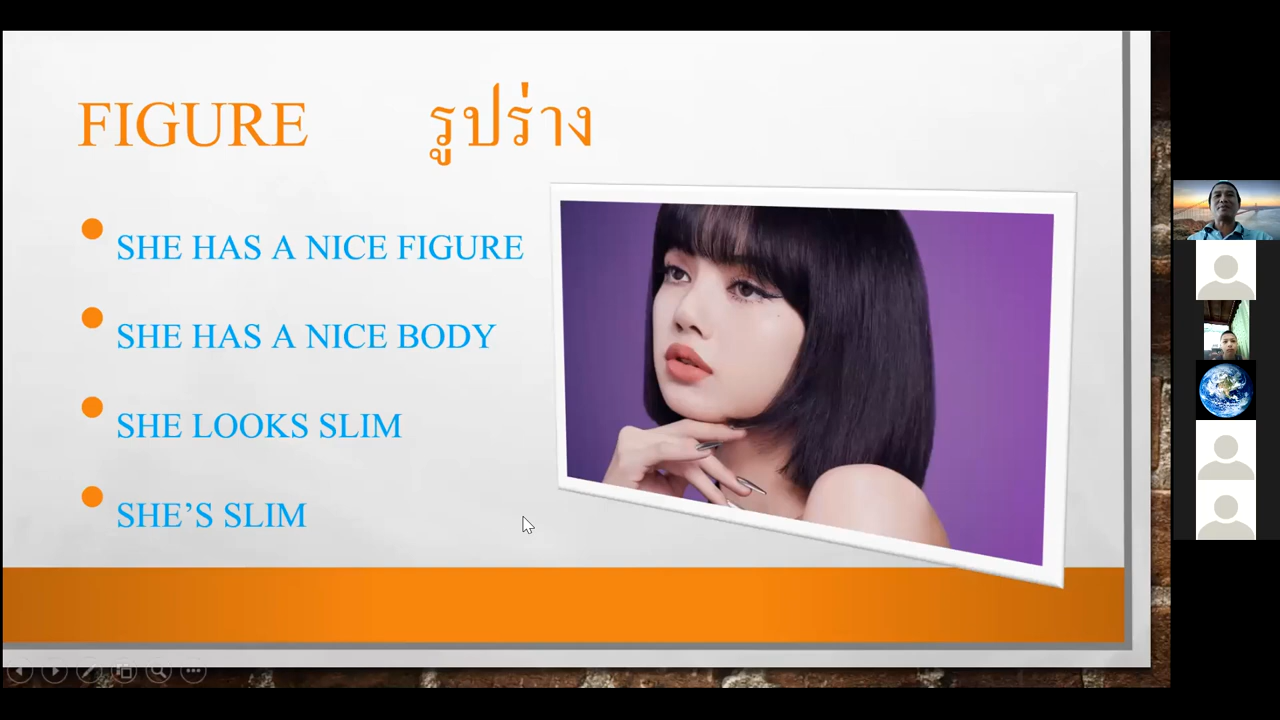 FIGURE รูปร่าง
SHE HAS A NICE FIGURE
SHE HAS A NICE BODY
SHE LOOKS SLIM
SHE’S SLIM